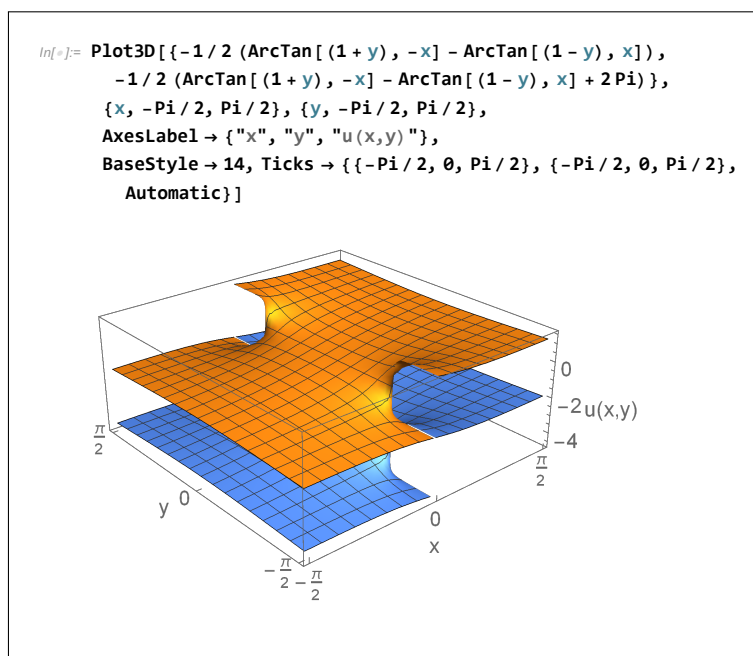 In[∘]:= Plot3D[{-1/2 (ArcTan[(1 + y), -x] - ArcTan[(1 - y), x]),
-1/2 (ArcTan[(1 + y), -x] - ArcTan[(1 - y), x] + 2 Pi)},
{x, -Pi/2, Pi/2}, {y, -Pi/2, Pi/2},
AxesLabel → {"x", "y", "u(x,y)"},
BaseStyle → 14, Ticks → {{-Pi/2, 0, Pi/2}, {-Pi/2, 0, Pi/2},
Automatic}]
0
-2 u(x,y)
-4
π/2
π/2
y 0
0
x
-π/2 -π/2